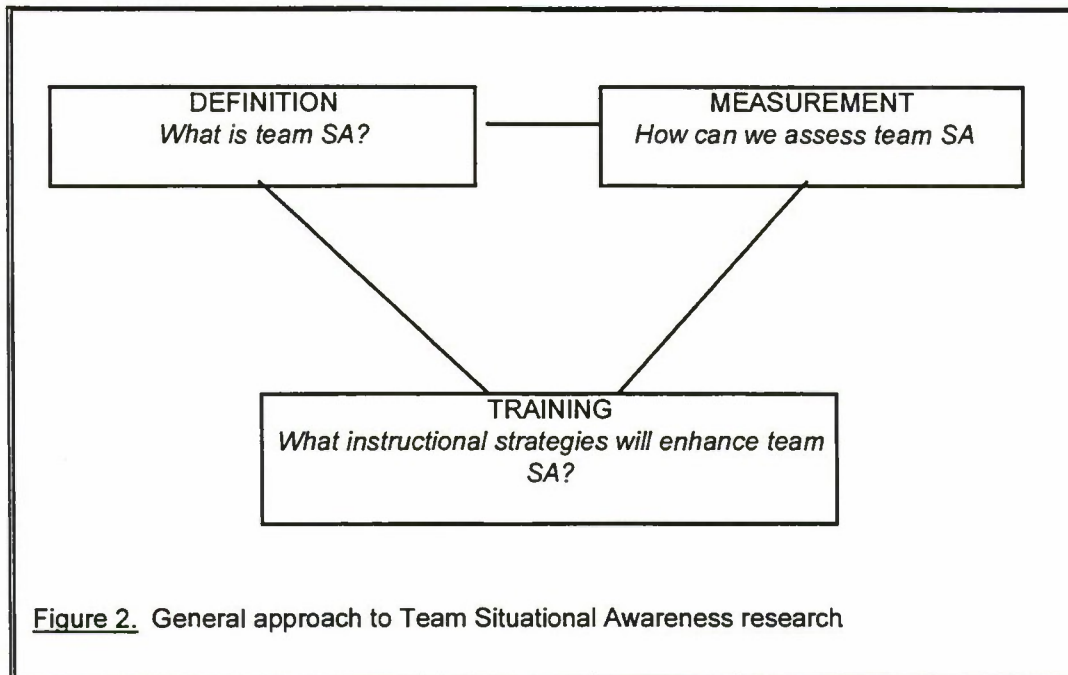 DEFINITION
What is team SA?
MEASUREMENT
How can we assess team SA
TRAINING
What instructional strategies will enhance team
SA?
Figure 2. General approach to Team Situational Awareness research